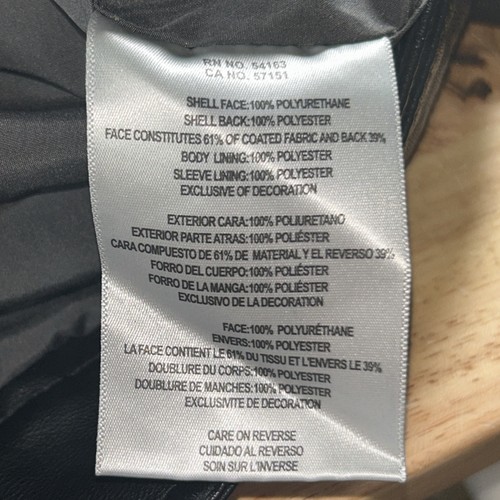 RN NO. 54163
CA NO. 57151
SHELL FACE:100% POLYURETHANE
SHELL BACK:100% POLYESTER
FACE CONSTITUTES 61% OF COATED FABRIC AND BACK 39%
BODY LINING:100% POLYESTER
SLEEVE LINING:100% POLYESTER
EXCLUSIVE OF DECORATION
EXTERIOR CARA:100% POLIURETANO
EXTERIOR PARTE ATRAS:100% POLIÉSTER
CARA COMPUESTO DE 61% DE MATERIAL Y EL REVERSO 39%
FORRO DEL CUERPO:100% POLIÉSTER
FORRO DE LA MANGA:100% POLIÉSTER
EXCLUSIVO DE LA DECORATION
FACE:100% POLYURÉTHANE
ENVERS:100% POLYESTER
LA FACE CONTIENT LE 61% DU TISSU ET L'ENVERS LE 39%
DOUBLURE DU CORPS:100% POLYESTER
DOUBLURE DE MANCHES:100% POLYESTER
EXCLUSIVITE DE DECORATION
CARE ON REVERSE
CUIDADO AL REVERSO
SOIN SUR L'INVERSE